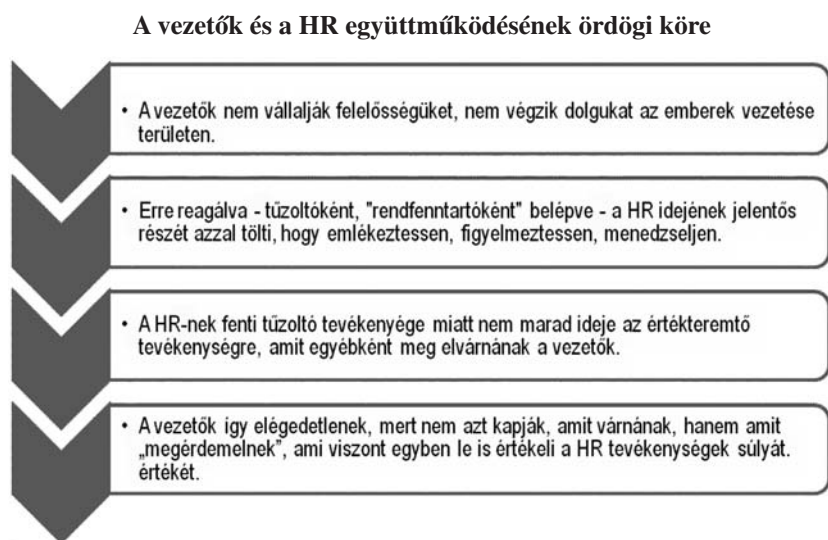 A vezetők és a HR együttműködésének ördögi köre
• A vezetők nem vállalják felelősségüket, nem végzik dolgukat az emberek vezetése
területen.
• Erre reagálva - tűzoltóként, "rendfenntartóként" belépve - a HR idejének jelentős
részét azzal tölti, hogy emlékeztessen, figyelmeztessen, menedzseljen.
• A HR-nek fenti tűzoltó tevékenyége miatt nem marad ideje az értékteremtő
tevékenységre, amit egyébként meg elvárnának a vezetők.
• A vezetők így elégedetlenek, mert nem azt kapják, amit várnának, hanem amit
„megérdemelnek”, ami viszont egyben le is értékeli a HR tevékenységek súlyát.
értékét.